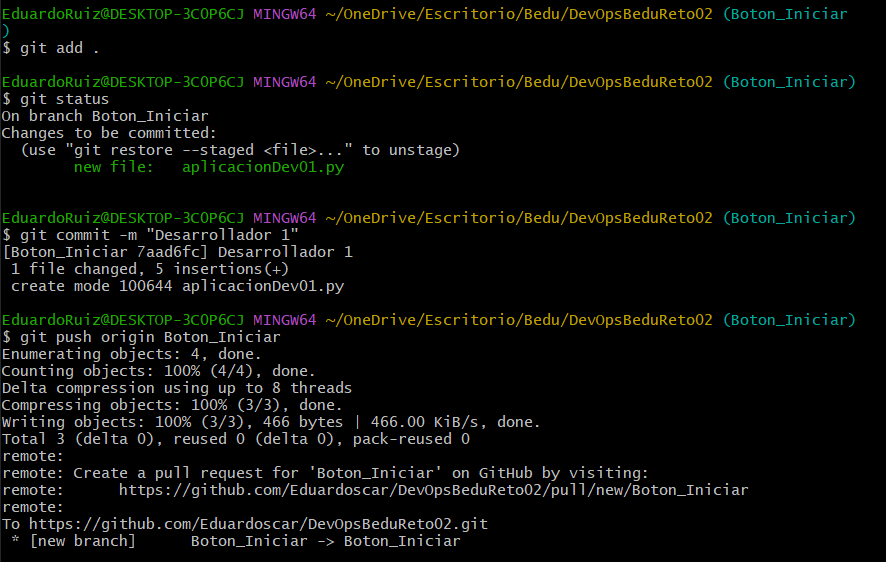 EduardoRuiz@DESKTOP-3C0P6CJ MINGW64 ~/OneDrive/Escritorio/Bedu/DevOpsBeduReto02 (Boton_Iniciar
)
$ git add .
EduardoRuiz@DESKTOP-3C0P6CJ MINGW64 ~/OneDrive/Escritorio/Bedu/DevOpsBeduReto02 (Boton_Iniciar)
$ git status
On branch Boton_Iniciar
Changes to be committed:
  (use "git restore --staged <file>..." to unstage)
        new file:   aplicacionDev01.py
EduardoRuiz@DESKTOP-3C0P6CJ MINGW64 ~/OneDrive/Escritorio/Bedu/DevOpsBeduReto02 (Boton_Iniciar)
$ git commit -m "Desarrollador 1"
[Boton_Iniciar 7aad6fc] Desarrollador 1
 1 file changed, 5 insertions(+)
 create mode 100644 aplicacionDev01.py
EduardoRuiz@DESKTOP-3C0P6CJ MINGW64 ~/OneDrive/Escritorio/Bedu/DevOpsBeduReto02 (Boton_Iniciar)
$ git push origin Boton_Iniciar
Enumerating objects: 4, done.
Counting objects: 100% (4/4), done.
Delta compression using up to 8 threads
Compressing objects: 100% (3/3), done.
Writing objects: 100% (3/3), 466 bytes | 466.00 KiB/s, done.
Total 3 (delta 0), reused 0 (delta 0), pack-reused 0
remote:
remote: Create a pull request for 'Boton_Iniciar' on GitHub by visiting:
remote:      https://github.com/Eduardoscar/DevOpsBeduReto02/pull/new/Boton_Iniciar
remote:
To https://github.com/Eduardoscar/DevOpsBeduReto02.git
 * [new branch]      Boton_Iniciar -> Boton_Iniciar